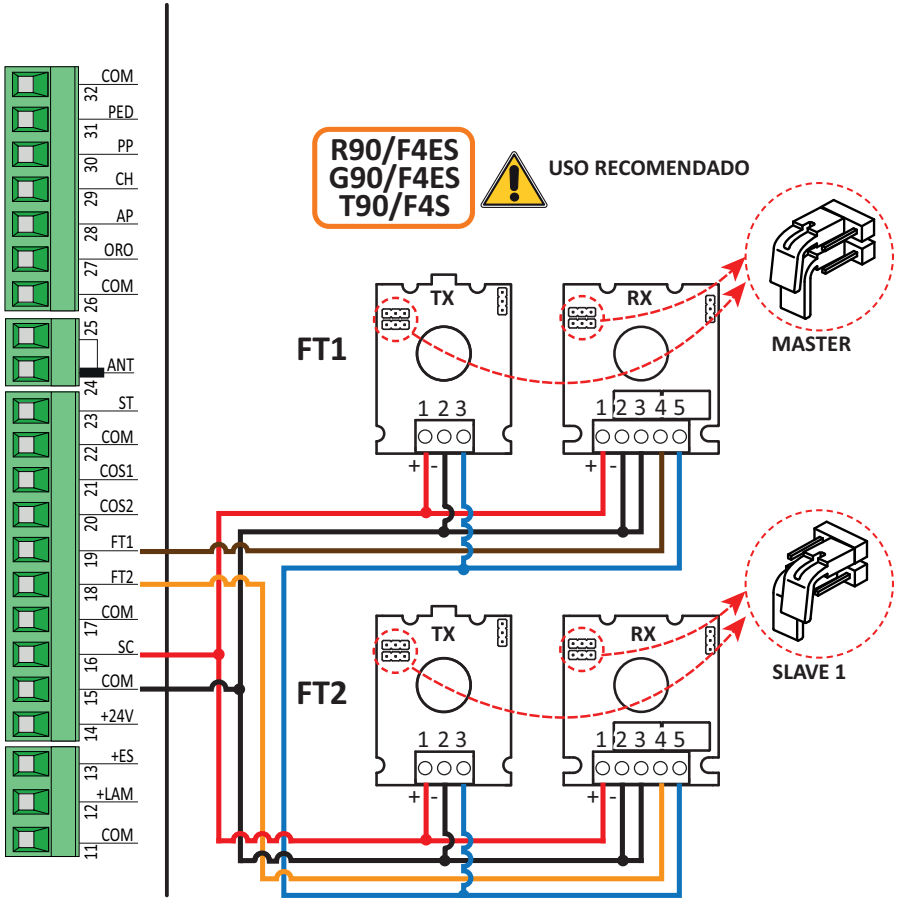 COM
32
PED
31
PP
30
CH
29
AP
28
ORO
27
COM
26
25
ANT
24
ST
23
COM
22
COS1
21
COS2
20
FT1
19
FT2
18
COM
17
SC
16
COM
15
+24V
14
+ES
13
+LAM
12
COM
11
R90/F4ES
G90/F4ES
T90/F4S
USO RECOMENDADO
MASTER
FT1
TX
1 2 3
+ -
RX
1 2 3 4 5
+ -
SLAVE 1
FT2
TX
1 2 3
+ -
RX
1 2 3 4 5
+ -